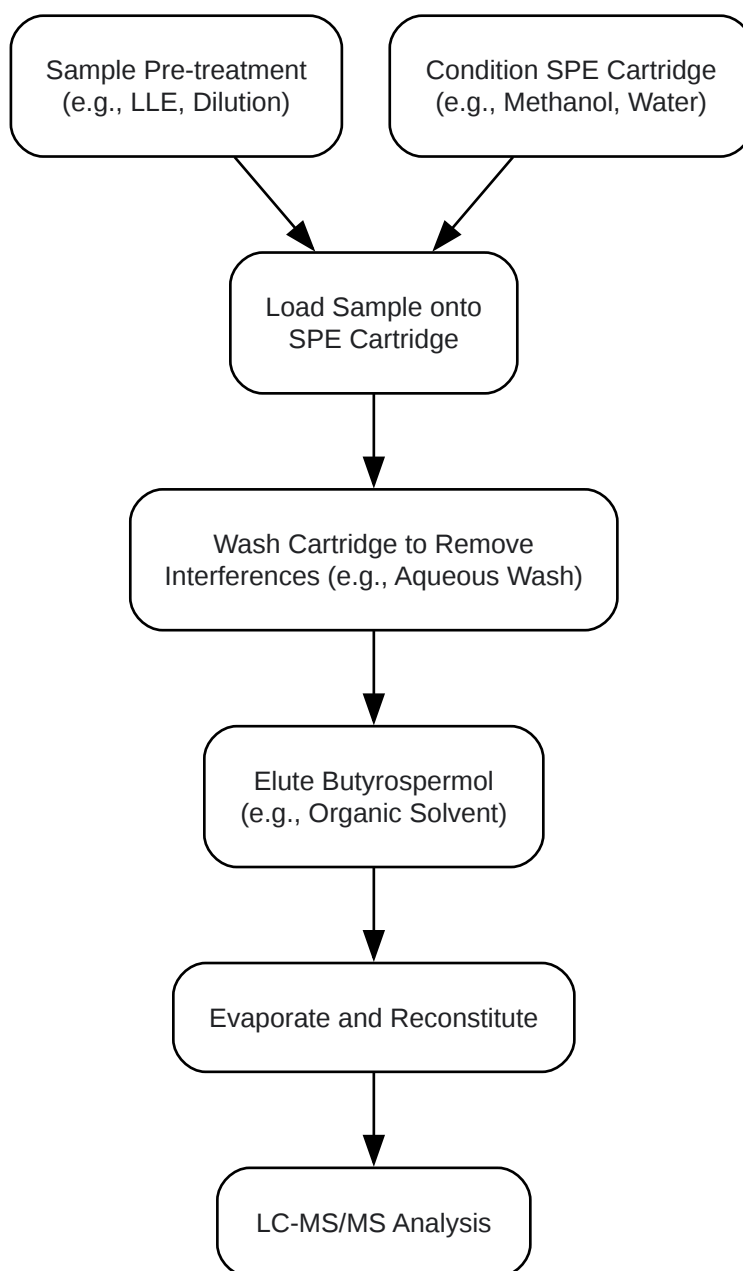 Sample Pre-treatment
(e.g., LLE, Dilution)
Condition SPE Cartridge
(e.g., Methanol, Water)
Load Sample onto
SPE Cartridge
Wash Cartridge to Remove
Interferences (e.g., Aqueous Wash)
Elute Butyrospermol
(e.g., Organic Solvent)
Evaporate and Reconstitute
LC-MS/MS Analysis